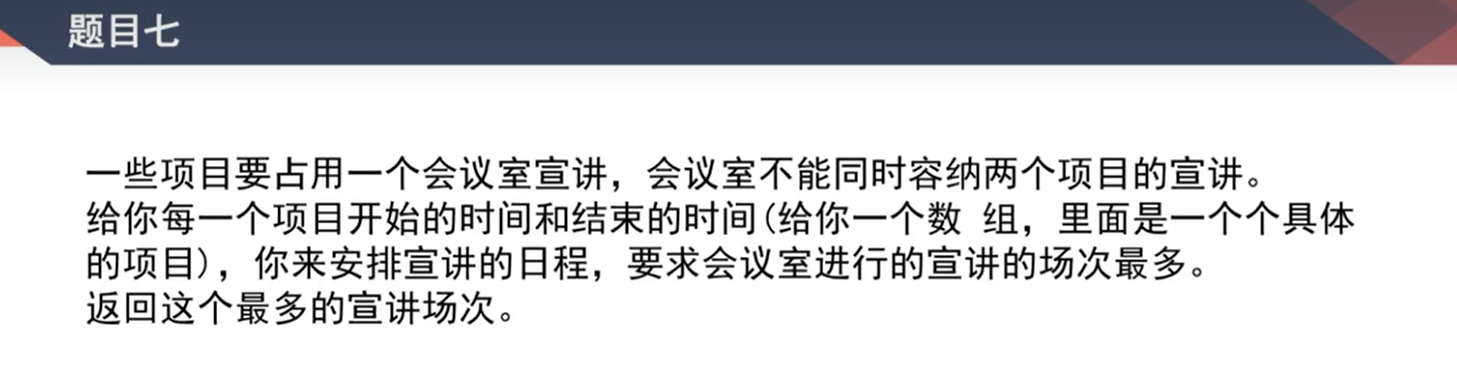 题目七
一些项目要占用一个会议室宣讲，会议室不能同时容纳两个项目的宣讲。
给你每一个项目开始的时间和结束的时间(给你一个数 组，里面是一个个具体
的项目)，你来安排宣讲的日程，要求会议室进行的宣讲的场次最多。
返回这个最多的宣讲场次。